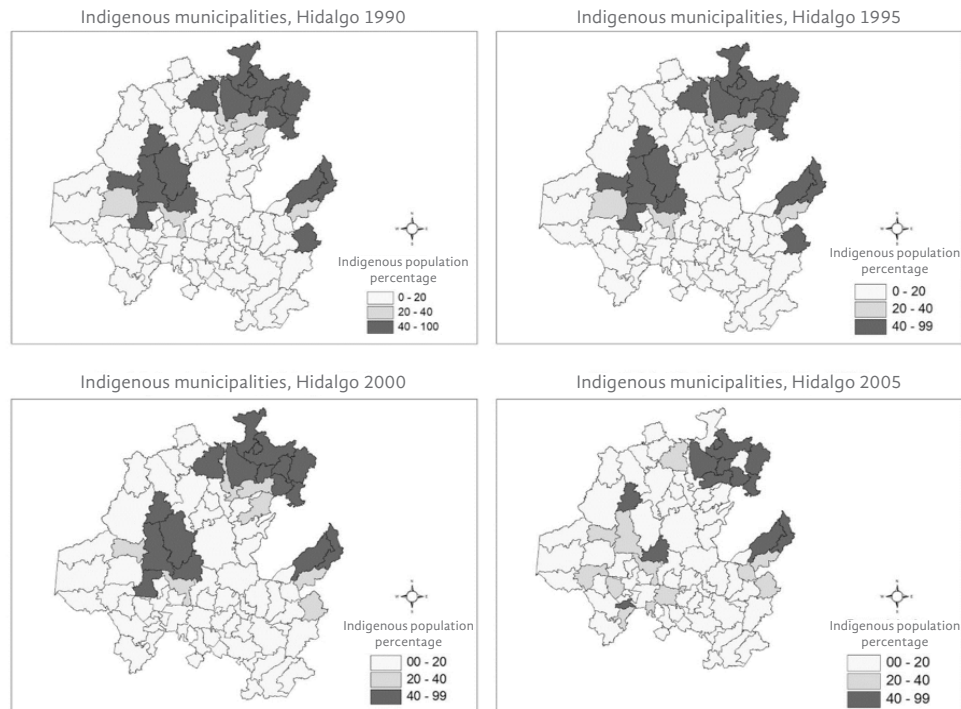 Indigenous municipalities, Hidalgo 1990
Indigenous population
percentage
0 - 20
20 - 40
40 - 100
Indigenous municipalities, Hidalgo 1995
Indigenous population
percentage
0 - 20
20 - 40
40 - 99
Indigenous municipalities, Hidalgo 2000
Indigenous population
percentage
00 - 20
20 - 40
40 - 99
Indigenous municipalities, Hidalgo 2005
Indigenous population
percentage
00 - 20
20 - 40
40 - 99